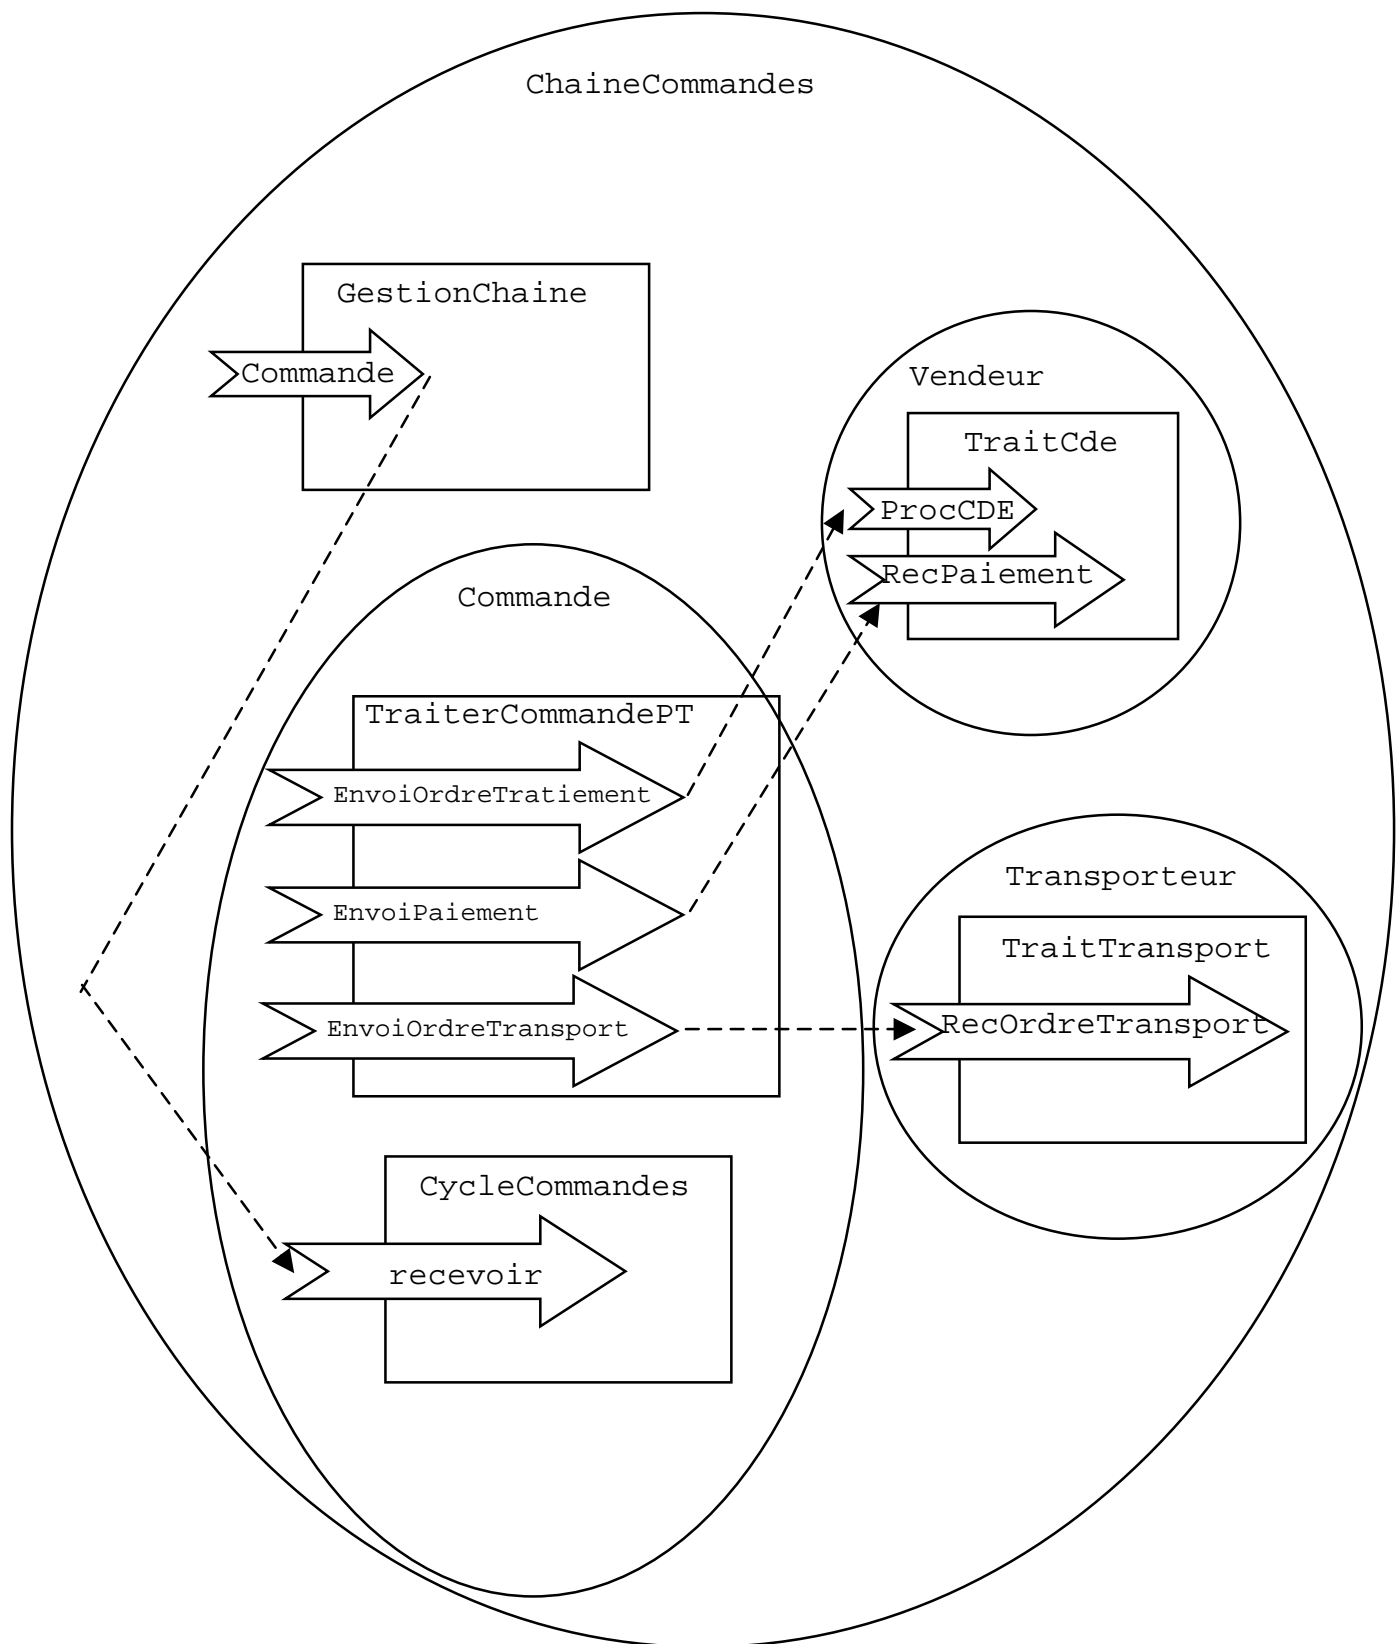 ChaineCommandes
GestionChaine
Commande
Vendeur
TraitCde
ProcCDE
RecPaiement
Commande
TraiterCommandePT
EnvoiOrdreTratiement
EnvoiPaiement
EnvoiOrdreTransport
Transporteur
TraitTransport
RecOrdreTransport
CycleCommandes
recevoir